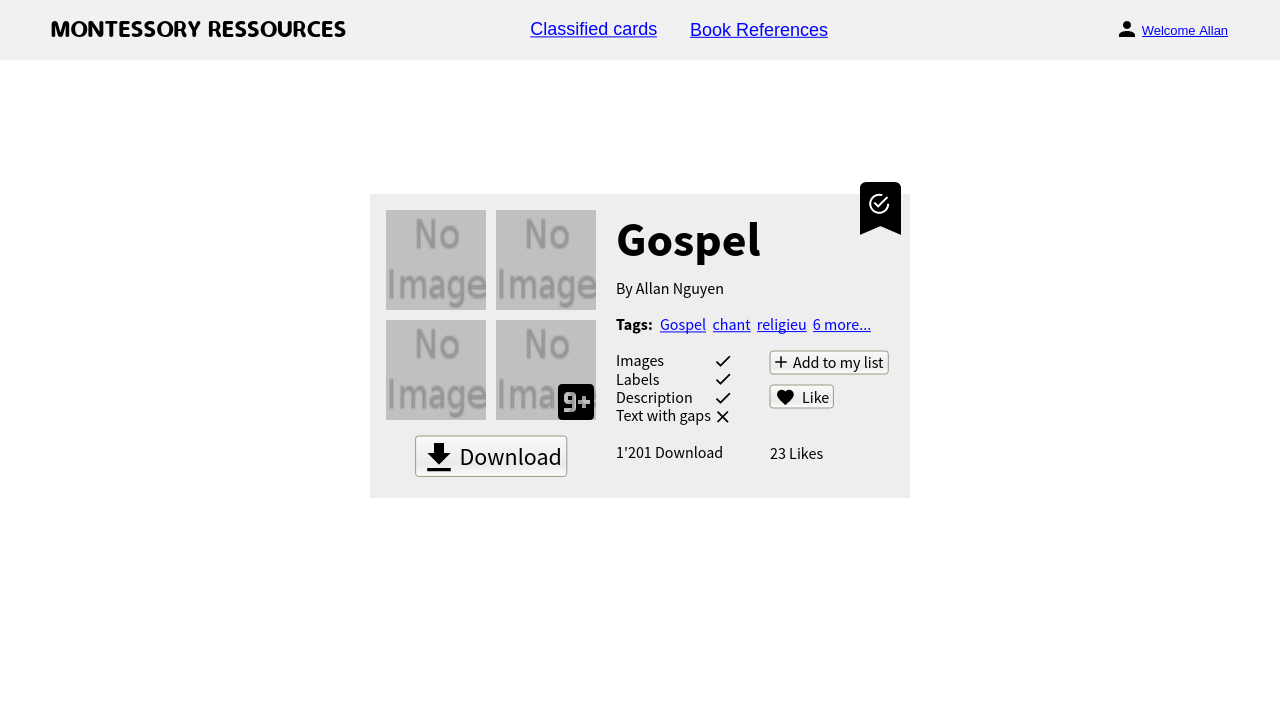 MONTESSORY RESSOURCES
Classified cards
Book References
Welcome Allan
No Image
No Image
No Image
No Image
9+
Download
Gospel
By Allan Nguyen
Tags: Gospel chant religieu 6 more...
Images
Labels
Description
Text with gaps
Add to my list
Like
1'201 Download
23 Likes